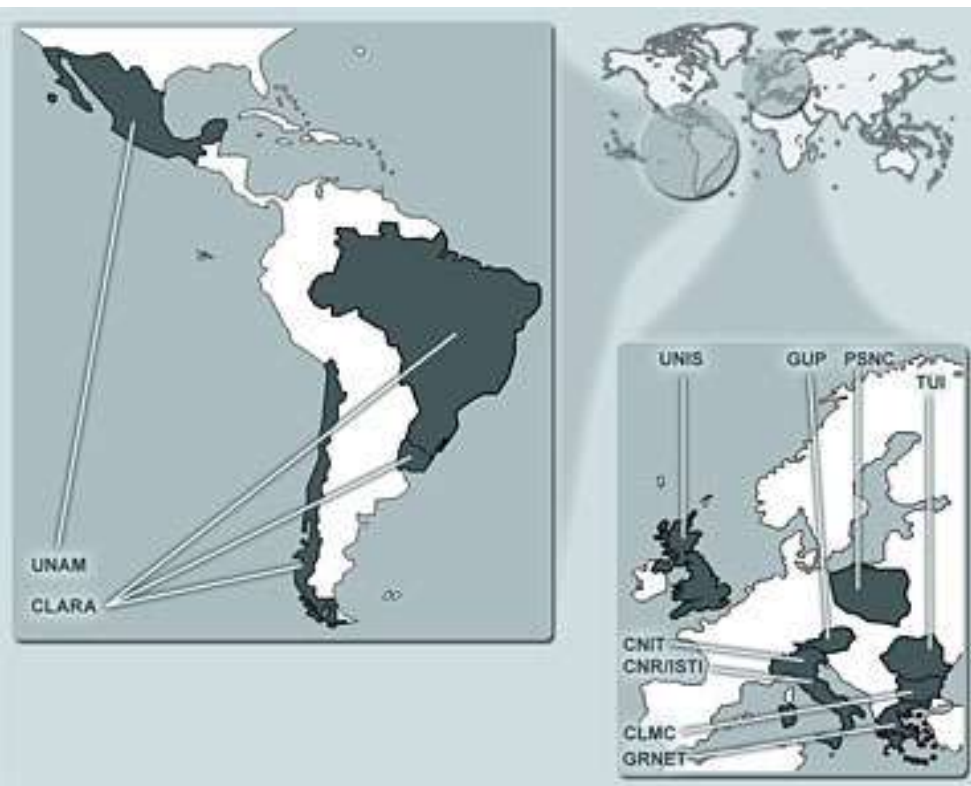 UNAM
CLARA
UNIS
GUP
PSNC
TUI
CNIT
CNR/ISTI
CLMC
GRNET